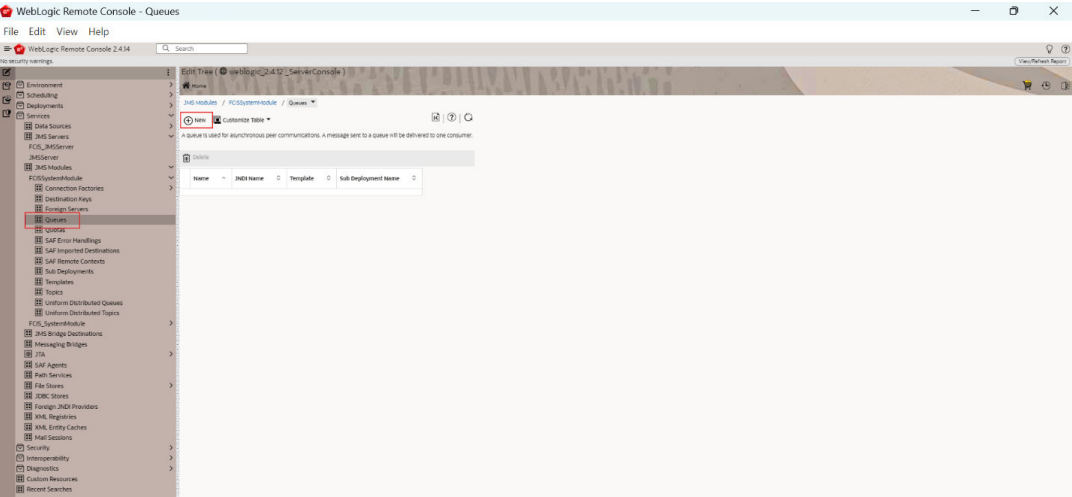 WebLogic Remote Console - Queues
File Edit View Help
WebLogic Remote Console 2.4.14
Search
No security warnings.
View/Refresh Report
Edit Tree ( weblogic_2.4.12 _ServerConsole )
Home
JMS Modules / FCISSystemModule / Queues
New
Customize Table
A queue is used for asynchronous peer communications. A message sent to a queue will be delivered to one consumer.
Delete
Name JNDI Name Template Sub Deployment Name
Environment
Scheduling
Deployments
Services
Data Sources
JMS Servers
FCIS_JMSServer
JMSServer
JMS Modules
FCISSystemModule
Connection Factories
Destination Keys
Foreign Servers
Queues
Quotas
SAF Error Handlings
SAF Imported Destinations
SAF Remote Contexts
Sub Deployments
Templates
Topics
Uniform Distributed Queues
Uniform Distributed Topics
FCIS_SystemModule
JMS Bridge Destinations
Messaging Bridges
JTA
SAF Agents
Path Services
File Stores
JDBC Stores
Foreign JNDI Providers
XML Registries
XML Entity Caches
Mail Sessions
Security
Interoperability
Diagnostics
Custom Resources
Recent Searches